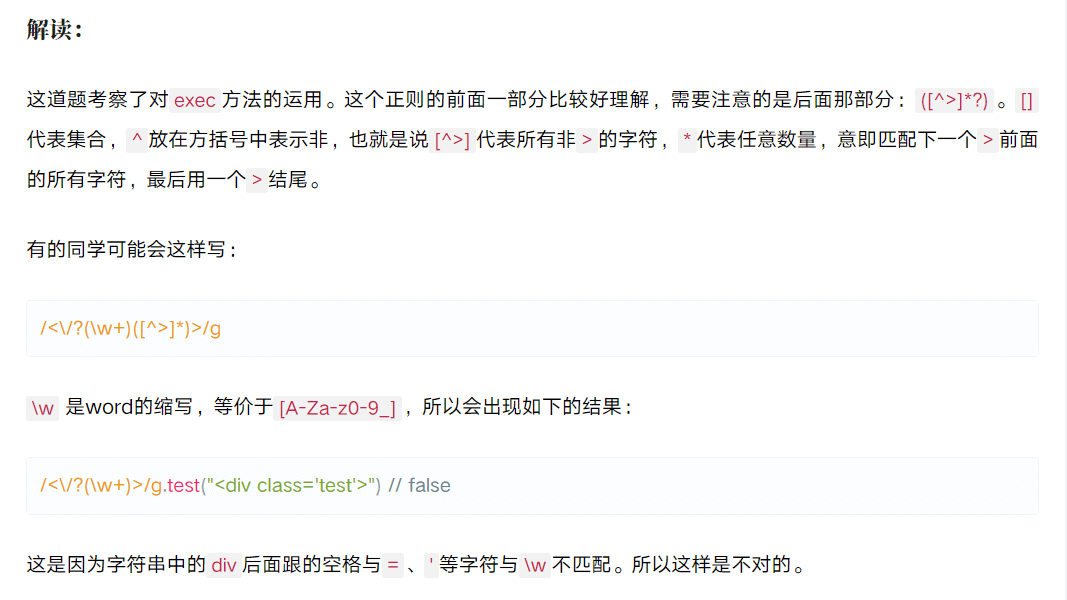 解读：
这道题考察了对 exec 方法的运用。这个正则的前面一部分比较好理解，需要注意的是后面那部分： ([^>]*?) 。 []
代表集合， ^ 放在方括号中表示非，也就是说 [^>] 代表所有非 > 的字符， * 代表任意数量，意即匹配下一个 > 前面
的所有字符，最后用一个 > 结尾。
有的同学可能会这样写：
/<\/?(\w+)([^>]*)>/g
\w 是word的缩写，等价于 [A-Za-z0-9_] ，所以会出现如下的结果：
/<\/?(\w+)>/g.test("<div class='test'>") // false
这是因为字符串中的 div 后面跟的空格与 = 、 ' 等字符与 \w 不匹配。所以这样是不对的。